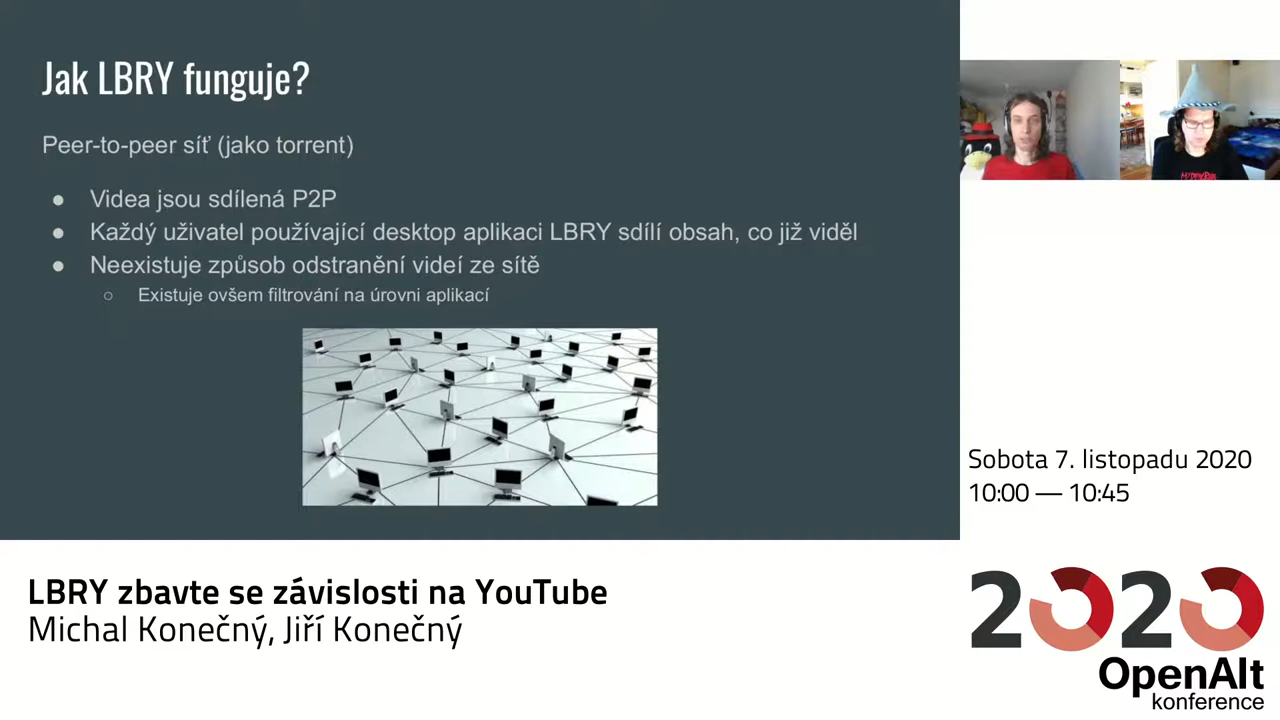 Jak LBRY funguje?
Peer-to-peer síť (jako torrent)
● Videa jsou sdílená P2P
● Každý uživatel používající desktop aplikaci LBRY sdílí obsah, co již viděl
● Neexistuje způsob odstranění videí ze sítě
○ Existuje ovšem filtrování na úrovni aplikací
Sobota 7. listopadu 2020
10:00 — 10:45
LBRY zbavte se závislosti na YouTube
Michal Konečný, Jiří Konečný
2020
OpenAlt
konference